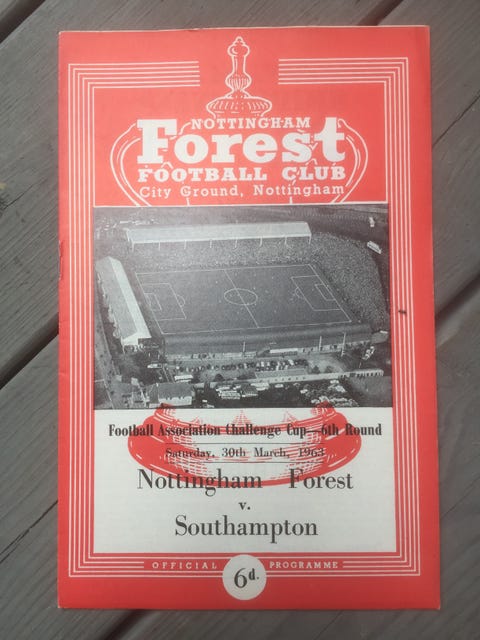 NOTTINGHAM
Forest
FOOTBALL CLUB
City Ground, Nottingham
Football Association Challenge Cup—6th Round
Saturday, 30th March, 1963
Nottingham Forest
v.
Southampton
OFFICIAL PROGRAMME
6d.